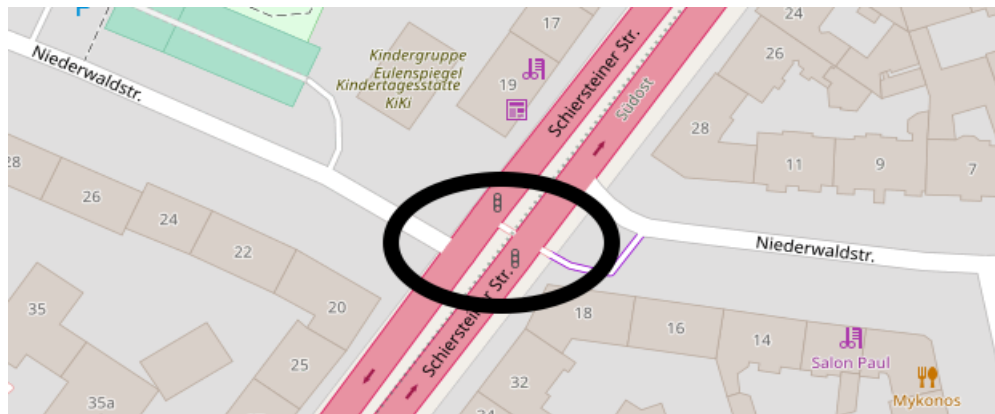 P
17
24
Schiersteiner Str.
26
Kindergruppe
Eulenspiegel
Kindertagesstätte
KiKi
Niederwaldstr.
19
Südost
28
11
9
7
28
26
24
22
Niederwaldstr.
20
35
18
16
14
Schiersteiner Str.
25
Salon Paul
32
35a
Mykonos